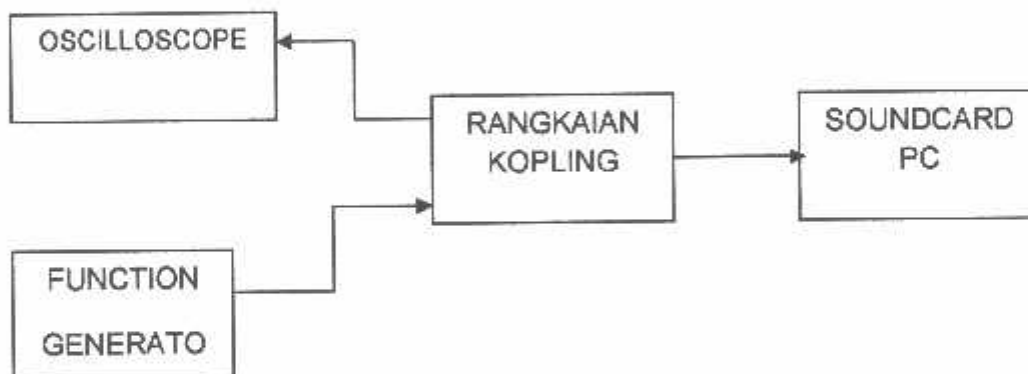 OSCILLOSCOPE
RANGKAIAN
KOPLING
SOUNDCARD
PC
FUNCTION
GENERATO